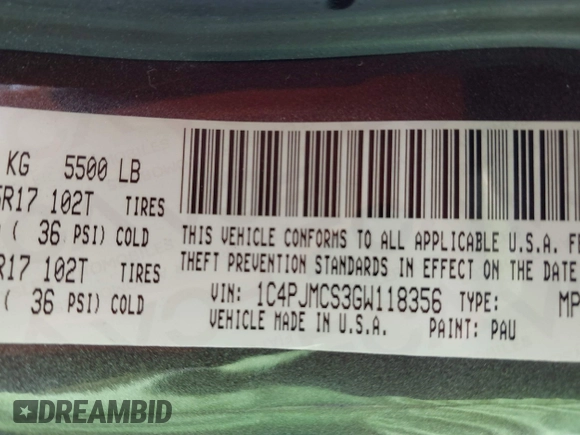 KG 5500 LB
R17 102T TIRES
( 36 PSI) COLD
R17 102T TIRES
( 36 PSI) COLD
THIS VEHICLE CONFORMS TO ALL APPLICABLE U.S.A. FE
THEFT PREVENTION STANDARDS IN EFFECT ON THE DATE
VIN: 1C4PJMCS3GW118356 TYPE: MP
VEHICLE MADE IN U.S.A. PAINT: PAU
DREAMBID